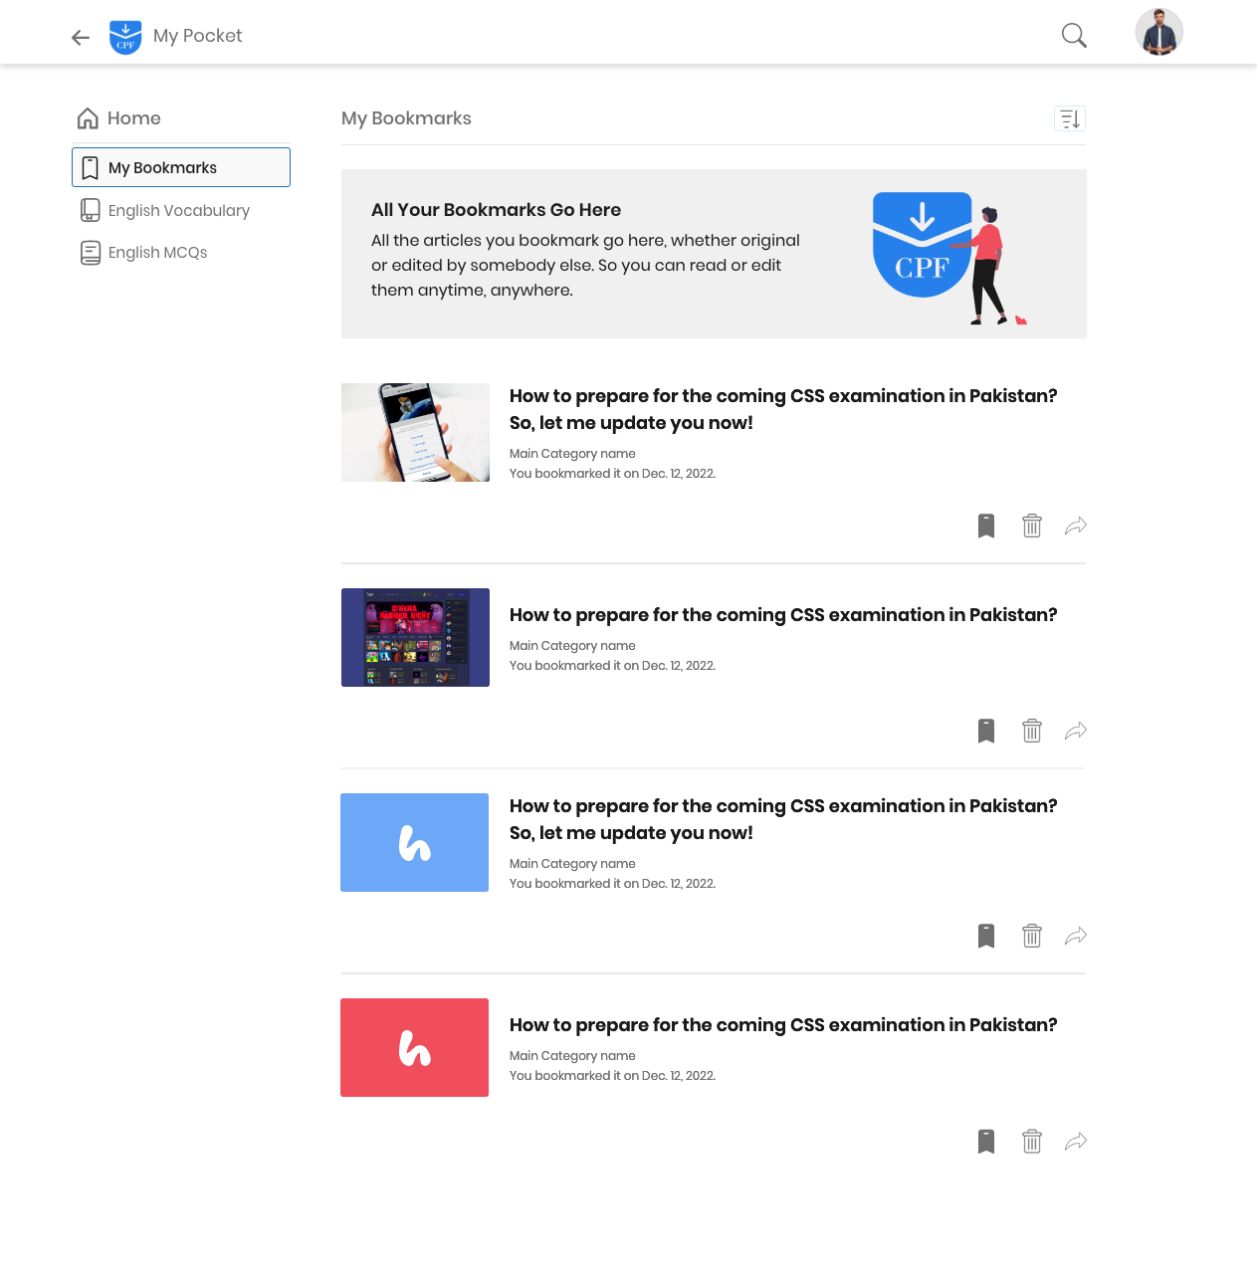 CPF
My Pocket
Home
My Bookmarks
English Vocabulary
English MCQs
My Bookmarks
All Your Bookmarks Go Here
All the articles you bookmark go here, whether original
or edited by somebody else. So you can read or edit
them anytime, anywhere.
CPF
How to prepare for the coming CSS examination in Pakistan?
So, let me update you now!
Main Category name
You bookmarked it on Dec. 12, 2022.
How to prepare for the coming CSS examination in Pakistan?
Main Category name
You bookmarked it on Dec. 12, 2022.
h
How to prepare for the coming CSS examination in Pakistan?
So, let me update you now!
Main Category name
You bookmarked it on Dec. 12, 2022.
h
How to prepare for the coming CSS examination in Pakistan?
Main Category name
You bookmarked it on Dec. 12, 2022.